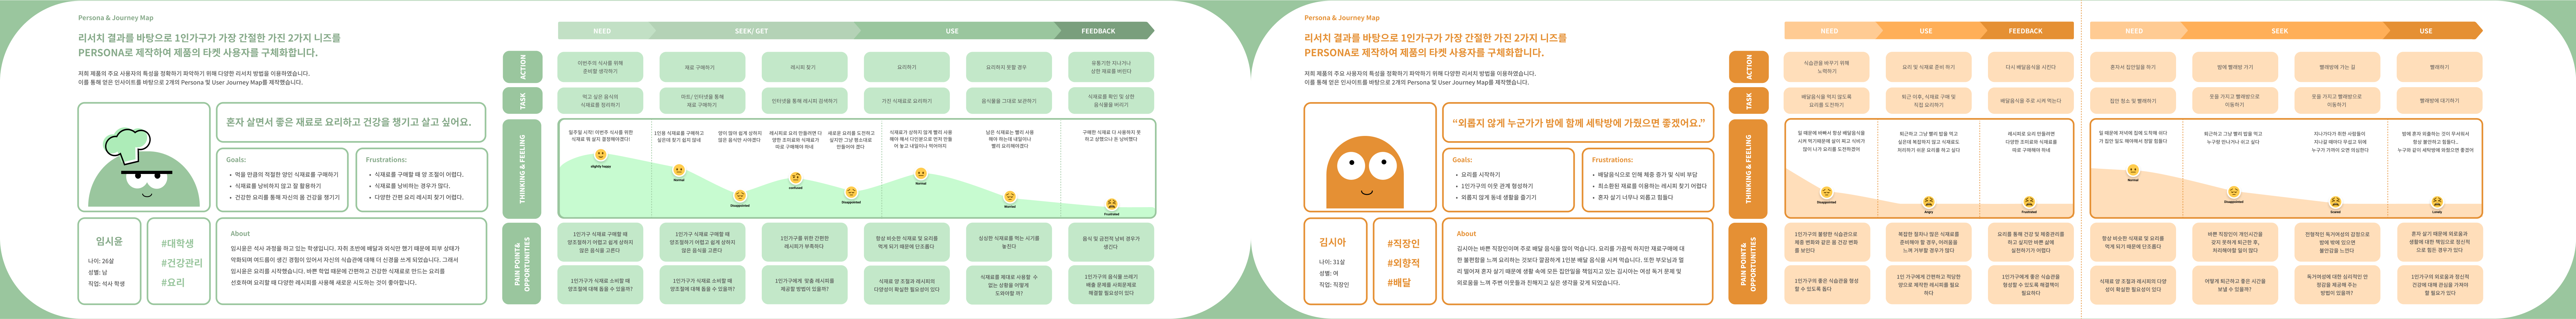 Persona & Journey Map
리서치 결과를 바탕으로 1인가구가 가장 간절한 가진 2가지 니즈를
PERSONA로 제작하여 제품의 타켓 사용자를 구체화합니다.
저희 제품의 주요 사용자의 특성을 정확하기 파악하기 위해 다양한 리서치 방법을 이용하였습니다.
이를 통해 얻은 인사이트를 바탕으로 2개의 Persona 및 User Journey Map를 제작하였습니다.
혼자 살면서 좋은 재료로 요리하고 건강을 챙기고 살고 싶어요.
Goals:
• 먹을 만큼의 적절한 양인 식재료를 구매하기
• 식재료를 낭비하지 않고 잘 활용하기
• 건강한 요리를 통해 자신의 몸 건강을 챙기기
Frustrations:
• 식재료를 구매할 때 양 조절이 어렵다.
• 식재료를 낭비하는 경우가 많다.
• 다양한 간편 요리 레시피 찾기 어렵다.
임시윤
나이: 26살
성별: 남
직업: 석사 학생
#대학생
#건강관리
#요리
About
임시윤은 석사 과정을 하고 있는 학생입니다. 자취 초반에 배달과 외식만 했기 때문에 피부 상태가
악화되며 여드름이 생긴 경험이 있어서 자신의 식습관에 대해 더 신경을 쓰게 되었습니다. 그래서
임시윤은 요리를 시작했습니다. 바쁜 학업 때문에 간편하고 건강한 식재료로 만드는 요리를
선호하며 요리할 때 다양한 레시피를 사용해 새로운 시도하는 것이 좋아합니다.
NEED
SEEK/ GET
USE
FEEDBACK
ACTION
이번주의 식사를 위해
준비할 생각하기
재료 구매하기
레시피 찾기
요리하기
요리하지 못할 경우
유통기한 지나거나
상한 재료를 버린다
TASK
먹고 싶은 음식의
식재료를 정리하기
마트/ 인터넷을 통해
재료 구매하기
인터넷을 통해 레시피 검색하기
가진 식재료로 요리하기
음식물을 그대로 보관하기
식재료를 확인 및 상한
음식물을 버리기
THINKING & FEELING
일주일 시작! 이번주 식사를 위한
식재료 뭐 살지 결정해야겠다!
1인용 식재료를 구매하고
싶은데 찾기 쉽지 않네
양이 많아 쉽게 상하지
않은 음식만 사야겠다
레시피로 요리 만들려면 더
다양한 조미료와 식재료가
따로 구매해야 하네
새로운 요리를 도전하고
싶지만 그냥 평소대로
만들어야 겠다
식재료가 상하지 않게 빨리 사용
해야 해서 다인분으로 먼저 만들
어 놓고 내일이나 먹어야지
남은 식재료는 빨리 사용
해야 하는데 내일이나
빨리 요리해야겠다
구매한 식재료 다 사용하지 못
하고 상했으니 돈 낭비했다
slightly happy
Normal
Disappointed
confused
Disappointed
Normal
Worried
Frustrated
PAIN POINT&
OPPORTUNITIES
1인가구 식재료 구매할 때
양조절하기 어렵고 쉽게 상하지
않은 음식을 고른다
1인가구 식재료 구매할 때
양조절하기 어렵고 쉽게 상하지
않은 음식을 고른다
1인가구를 위한 간편한
레시피가 부족하다
항상 비슷한 식재료 및 요리를
먹게 되기 때문에 단조롭다
싱싱한 식재료를 먹는 시기를
놓친다
음식 및 금전적 낭비 경우가
생긴다
1인가구가 식재료 소비할 때
양조절에 대해 돕을 수 있을까?
1인가구가 식재료 소비할 때
양조절에 대해 돕을 수 있을까?
1인가구에게 맞춤 레시피를
제공할 방법이 있을까?
식재료 양 조절과 레시피의
다양성이 확실한 필요성이 있다
식재료를 제대로 사용할 수
없는 상황을 어떻게
도와야할 까?
1인가구의 음식물 쓰레기
배출 문제를 사회문제로
해결할 필요성이 있다
Persona & Journey Map
리서치 결과를 바탕으로 1인가구가 가장 간절한 가진 2가지 니즈를
PERSONA로 제작하여 제품의 타켓 사용자를 구체화합니다.
저희 제품의 주요 사용자의 특성을 정확하기 파악하기 위해 다양한 리서치 방법을 이용하였습니다.
이를 통해 얻은 인사이트를 바탕으로 2개의 Persona 및 User Journey Map를 제작하였습니다.
“외롭지 않게 누군가가 밤에 함께 세탁방에 가줬으면 좋겠어요.”
Goals:
• 요리를 시작하기
• 1인가구의 이웃 관계 형성하기
• 외롭지 않게 동네 생활을 즐기기
Frustrations:
• 배달음식으로 인해 체중 증가 및 식비 부담
• 최소환된 재료를 이용하는 레시피 찾기 어렵다
• 혼자 살기 너무나 외롭고 힘들다
김시아
나이: 31살
성별: 여
직업: 직장인
#직장인
#외향적
#배달
About
김시아는 바쁜 직장인이며 주로 배달 음식을 많이 먹습니다. 요리를 가끔씩 하지만 재료구매에 대
한 불편함을 느껴 요리하는 것보다 깔끔하게 1인분 배달 음식을 시켜 먹습니다. 또한 부모님과 멀
리 떨어져 혼자 살기 때문에 생활 속에 모든 집안일을 책임지고 있는 김시아는 여성 독거 문제 및
외로움을 느껴 주변 이웃들과 친해지고 싶은 생각을 갖게 되었습니다.
NEED
USE
FEEDBACK
NEED
SEEK
USE
ACTION
식습관을 바꾸기 위해
노력하기
요리 및 식재료 준비 하기
다시 배달음식을 시킨다
혼자서 집안일을 하기
밤에 빨래방 가기
빨래방에 가는 길
빨래하기
TASK
배달음식을 먹지 않도록
요리를 도전하기
퇴근 이후, 식재료 구매 및
직접 요리하기
배달음식을 주로 시켜 먹는다
집안 청소 및 빨래하기
옷을 가지고 빨래방으로
이동하기
옷을 가지고 빨래방으로
이동하기
빨래방에 대기하기
THINKING & FEELING
일 때문에 바빠서 항상 배달음식을
시켜 먹기때문에 살이 찌고 식비가
많이 나가 요리를 도전하겠어
퇴근하고 그냥 빨리 밥을 먹고
싶은데 복잡하지 않고 식재료도
처리하기 쉬운 요리를 하고 싶다
레시피로 요리 만들려면
다양한 조미료와 식재료를
따로 구매해야 하네
일 때문에 저녁에 집에 도착해 쉬다
가 집안 일도 해야해서 정말 힘들다
퇴근하고 그냥 빨리 밥을 먹고
누구랑 만나거나 쉬고 싶다
지나가다가 취한 사람들이
지나갈 때마다 무섭고 뒤에
누구가 가까이 오면 의심한다
밤에 혼자 외출하는 것이 무서워서
항상 불안하고 힘들다..
누구와 같이 세탁방에 와줬으면 좋겠어
Disappointed
Angry
Frustrated
Normal
Disappointed
Scared
Lonely
PAIN POINT&
OPPORTUNITIES
1인가구의 불량한 식습관으로
체중 변화와 같은 몸 건강 변화
를 보인다
복잡한 절차나 많은 식재료를
준비해야 할 경우, 어려움을
느껴 거부할 경우가 많다
요리를 통해 건강 및 체중관리를
하고 싶지만 바쁜 삶에
실천하기가 어렵다
항상 비슷한 식재료 및 요리를
먹게 되기 때문에 단조롭다
바쁜 직장인이 개인시간을
갖지 못하게 퇴근한 후,
처리해야할 일이 많다
전형적인 독거여성이 있으면
밤에 밖에 있으면
불안감을 느낀다
혼자 살기 때문에 외로움과
생활에 대한 책임으로 정신적
으로 힘든 경우가 있다
1인가구에게 좋은 식습관을 형성
할 수 있도록 돕다
1인 가구에게 간편하고 적당한
양으로 제작한 레시피를 필요
하다
1인가구에게 좋은 식습관을
형성할 수 있도록 해결책이
필요하다
식재료 양 조절과 레시피의 다양
성이 확실한 필요성이 있다
어떻게 퇴근하고 좋은 시간을
보낼 수 있을까?
독거여성에 대한 심리적인 안
정감을 제공해 주는
방법이 있을까?
1인가구의 외로움과 정신적
인 건강에 대해 관심을 가져야
할 필요가 있다